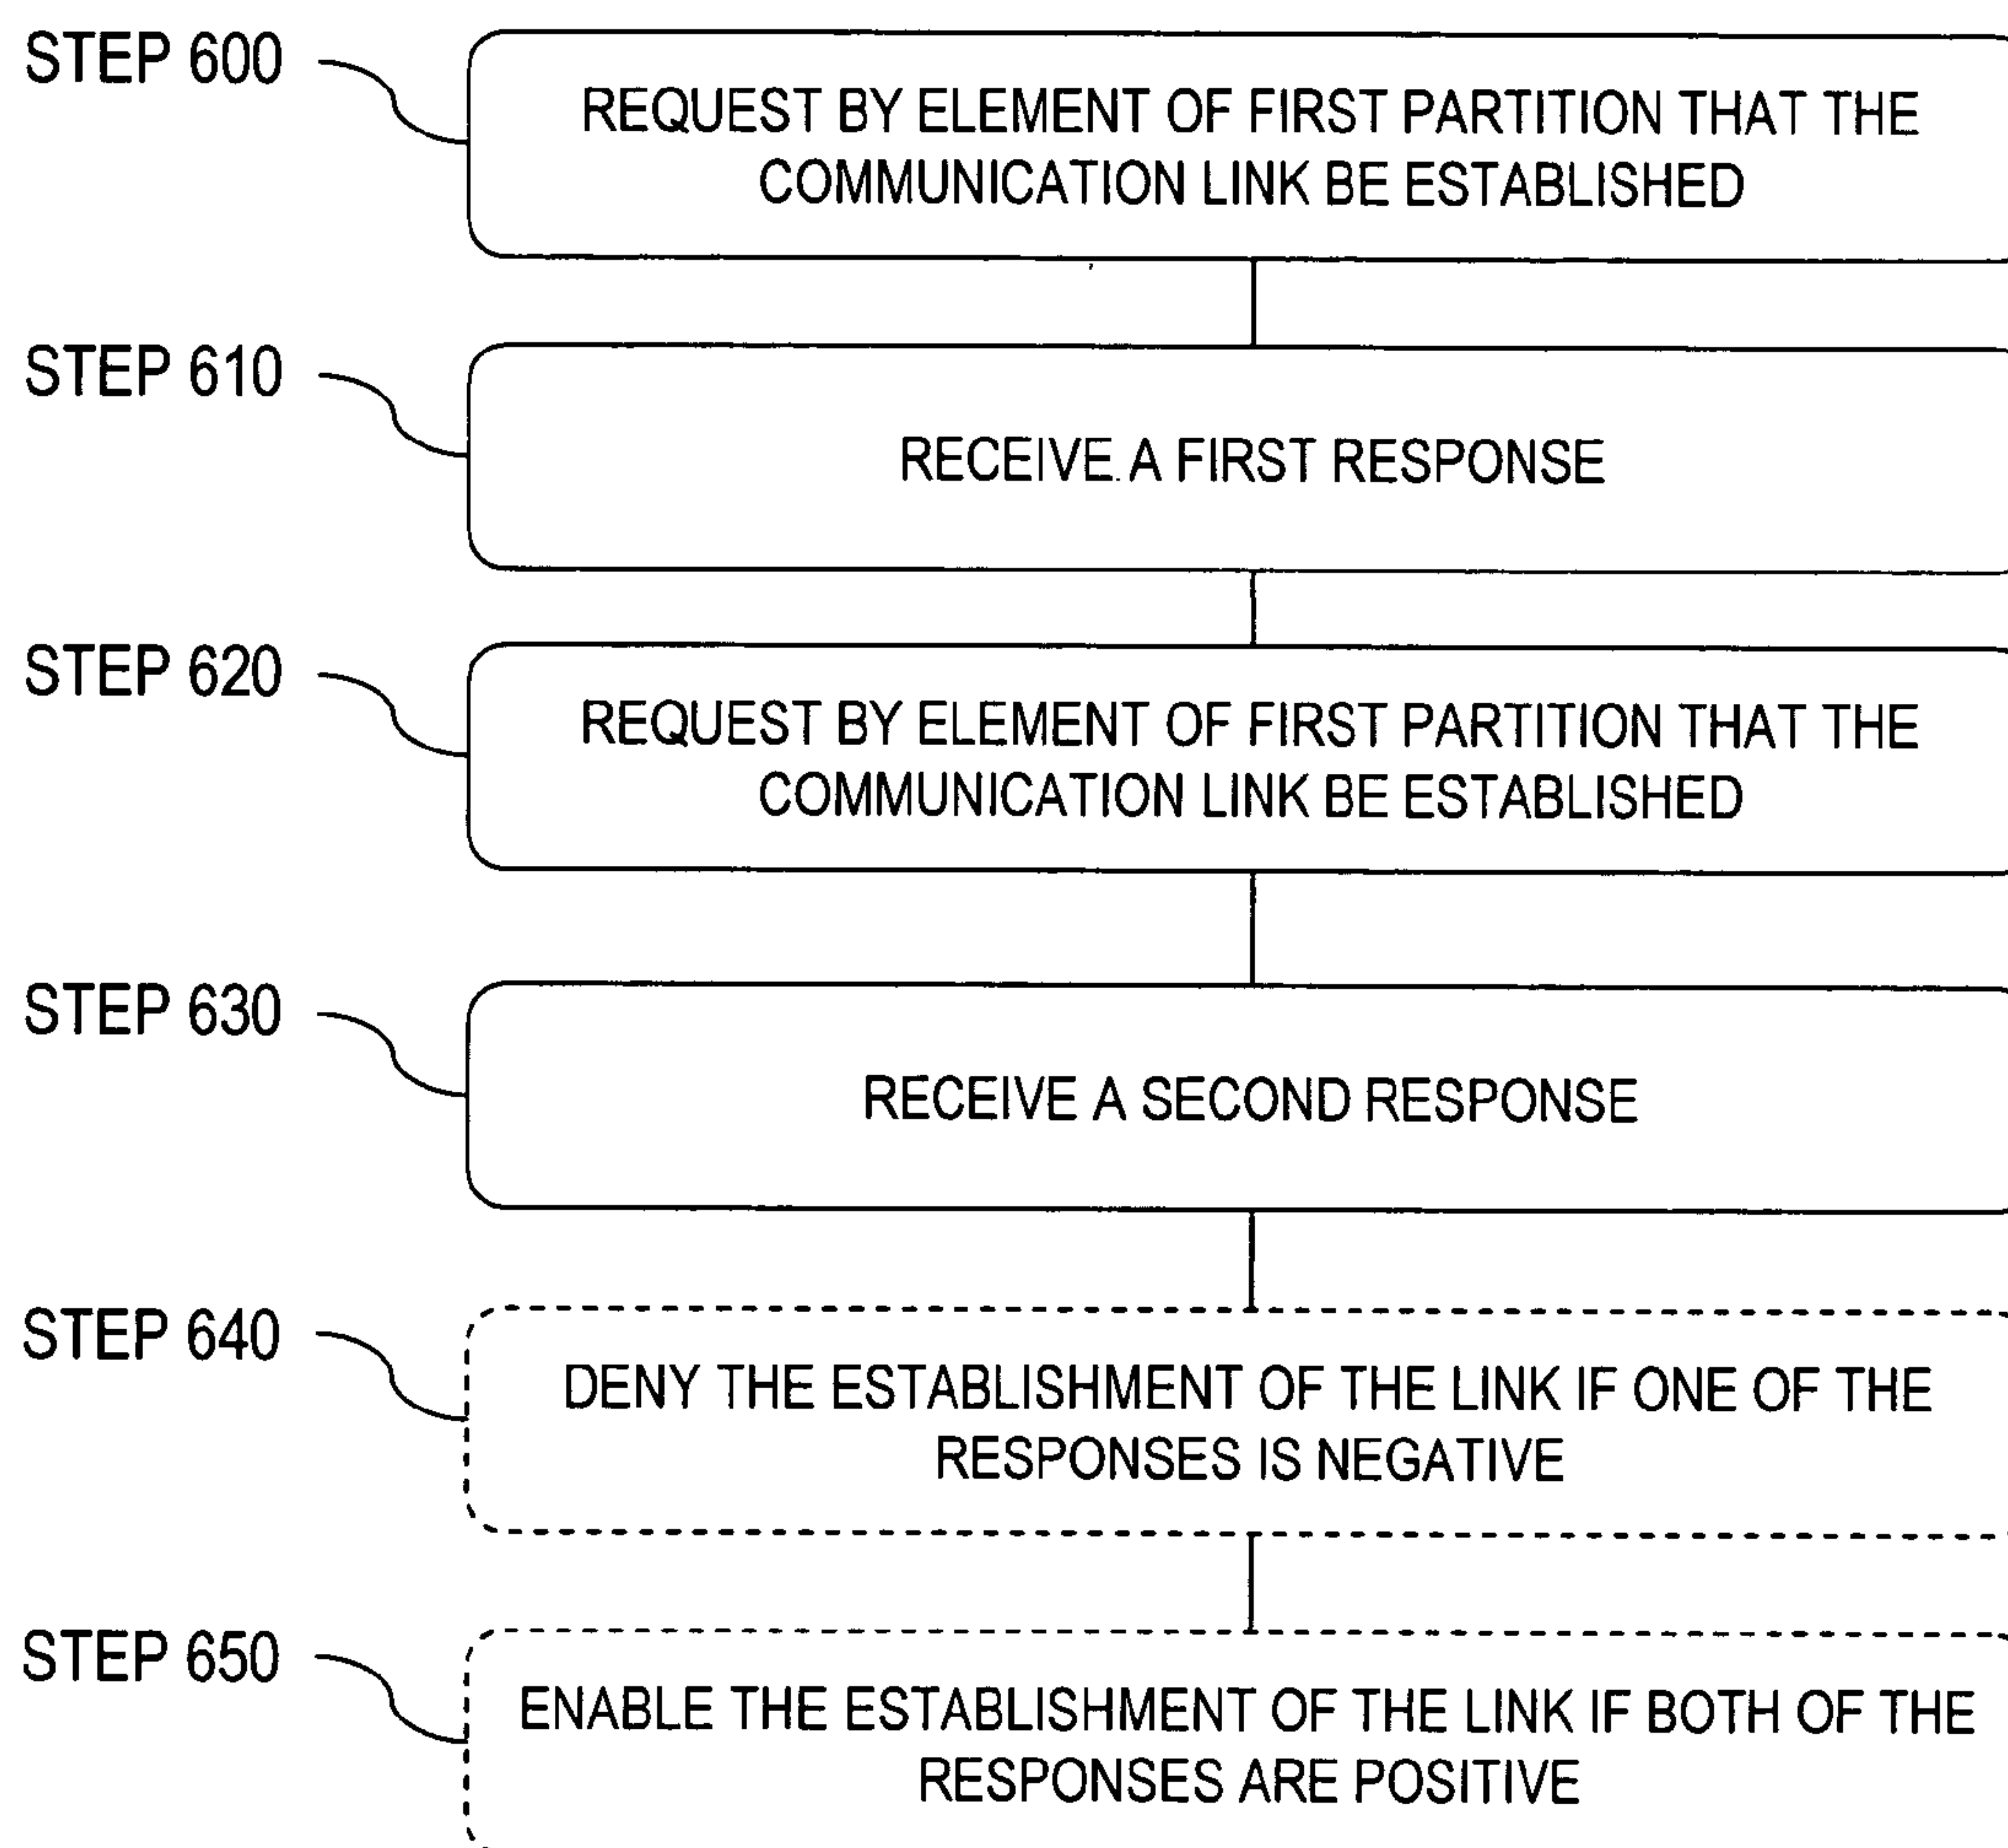 STEP 600
REQUEST BY ELEMENT OF FIRST PARTITION THAT THE
COMMUNICATION LINK BE ESTABLISHED
STEP 610
RECEIVE A FIRST RESPONSE
STEP 620
REQUEST BY ELEMENT OF FIRST PARTITION THAT THE
COMMUNICATION LINK BE ESTABLISHED
STEP 630
RECEIVE A SECOND RESPONSE
STEP 640
DENY THE ESTABLISHMENT OF THE LINK IF ONE OF THE
RESPONSES IS NEGATIVE
STEP 650
ENABLE THE ESTABLISHMENT OF THE LINK IF BOTH OF THE
RESPONSES ARE POSITIVE